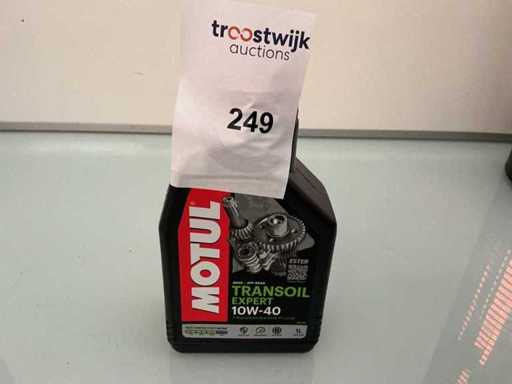 troostwijk
auctions
249
MOTUL
ESTER
TRANSOIL
EXPERT
10W-40
1L